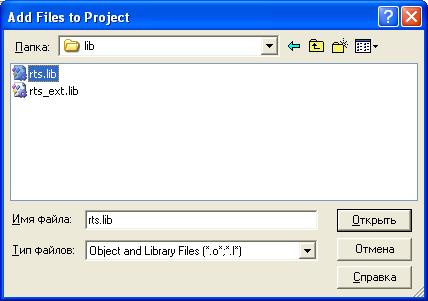 Add Files to Project
Папка: lib
rts.lib
rts_ext.lib
Имя файла: rts.lib Открыть
Тип файлов: Object and Library Files (*.o*;*.l*) Отмена
Справка